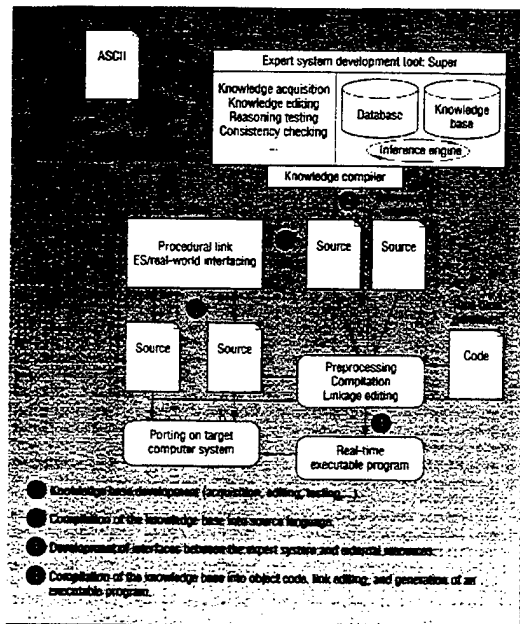 ASCII
Expert system development tool: Super
Knowledge acquisition
Knowledge editing
Reasoning testing
Consistency checking
...
Database
Knowledge
base
Inference engine
Knowledge compiler
Procedural link
ES/real-world interfacing
Source
Source
Source
Source
Code
Preprocessing
Compilation
Linkage editing
Porting on target
computer system
Real-time
executable program
Knowledge base development (acquisition, editing, testing, ...).
Compilation of the knowledge base into source language.
Development of interfaces between the expert system and external resources.
Compilation of the knowledge base into object code, link editing, and generation of an
executable program.